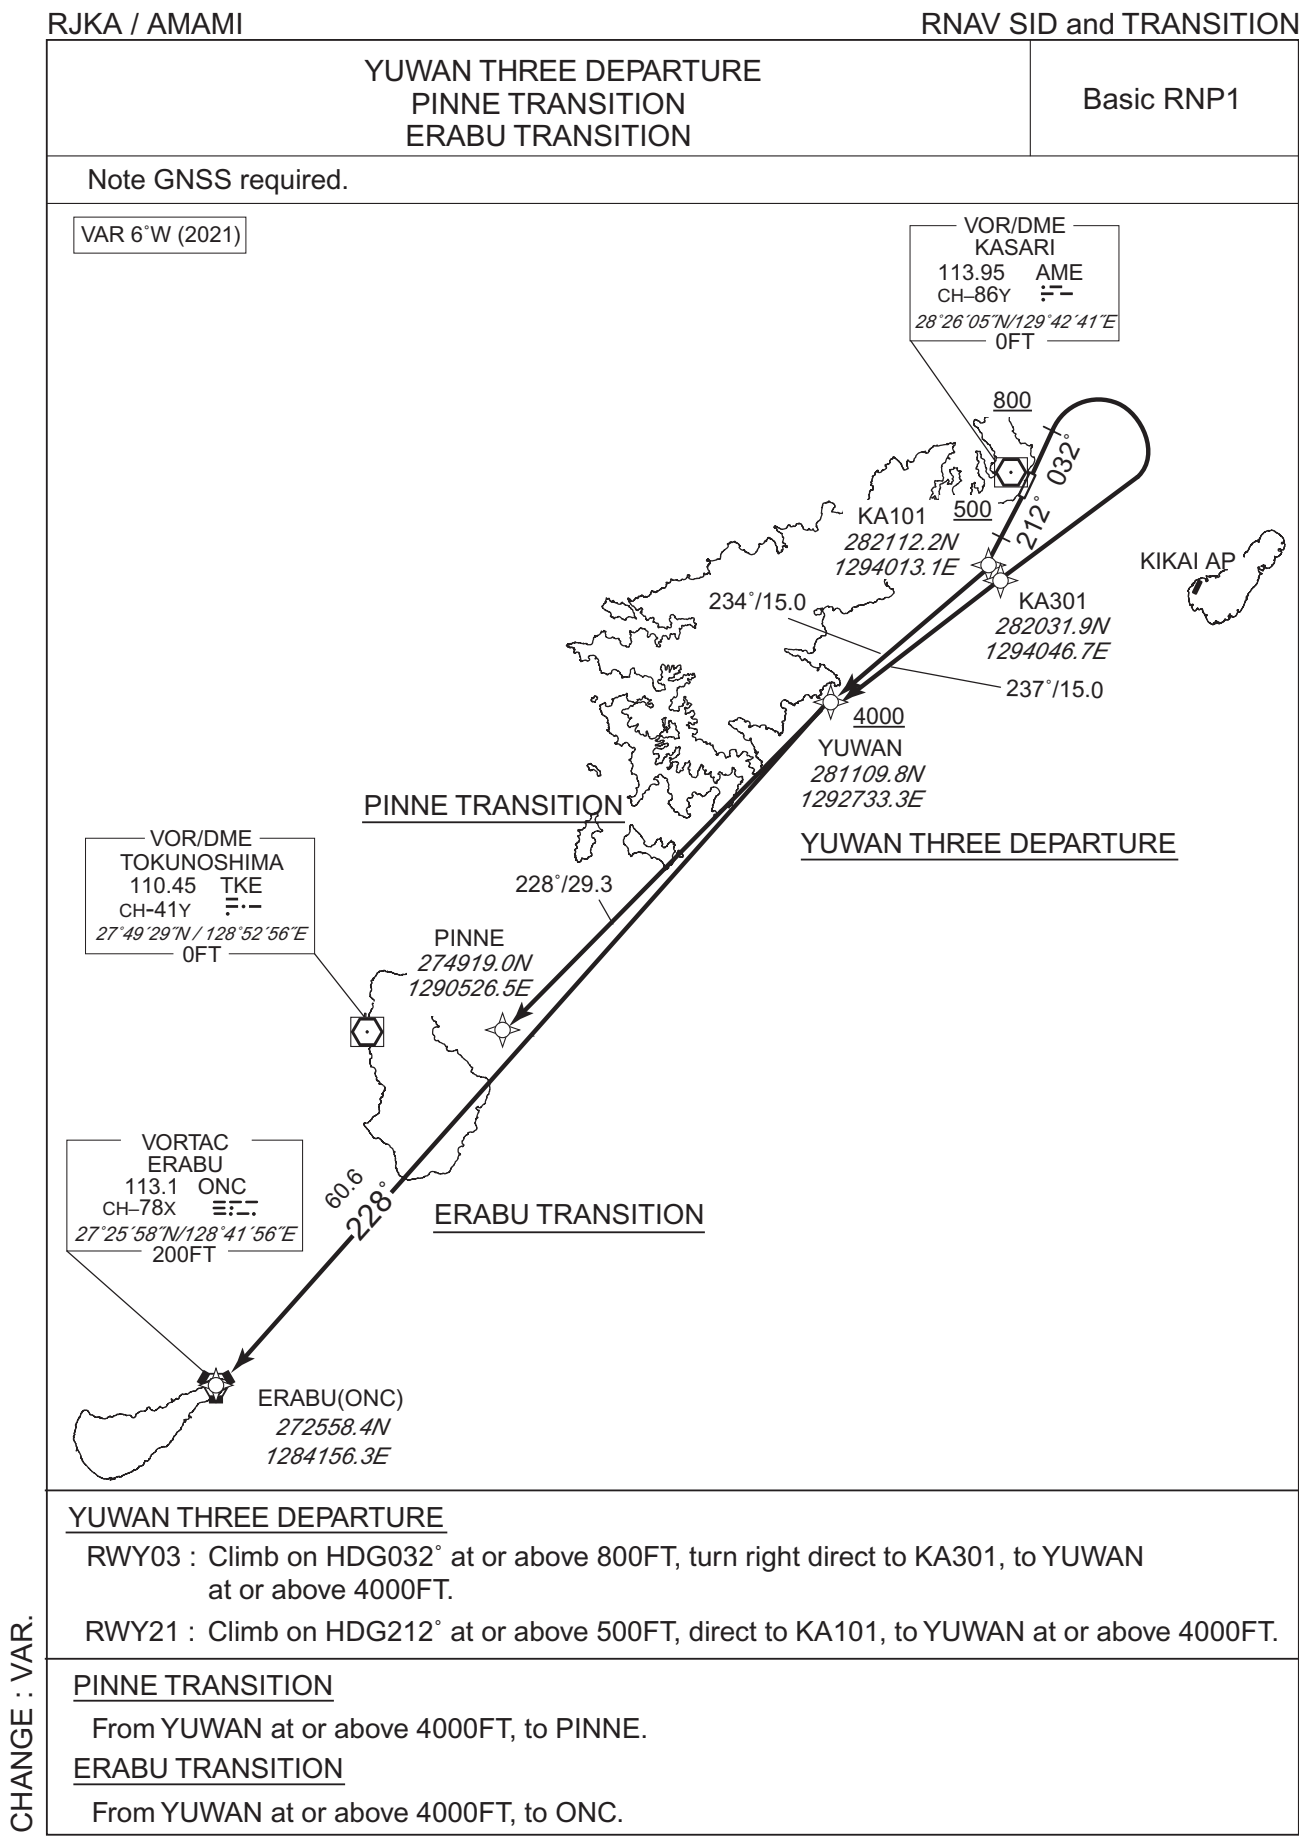 RJKA / AMAMI
RNAV SID and TRANSITION
YUWAN THREE DEPARTURE
PINNE TRANSITION
ERABU TRANSITION
Basic RNP1
Note GNSS required.
VAR 6°W (2021)
VOR/DME
KASARI
113.95 AME
CH–86Y
28°26´05˝N/129°42´41˝E
0FT
800
032°
212°
500
KA101
282112.2N
1294013.1E
KIKAI AP
KA301
282031.9N
1294046.7E
234°/15.0
237°/15.0
4000
YUWAN
281109.8N
1292733.3E
PINNE TRANSITION
YUWAN THREE DEPARTURE
VOR/DME
TOKUNOSHIMA
110.45 TKE
CH-41Y
27°49´29˝N / 128°52´56˝E
0FT
228°/29.3
PINNE
274919.0N
1290526.5E
VORTAC
ERABU
113.1 ONC
CH–78X
27°25´58˝N/128°41´56˝E
200FT
60.6
228°
ERABU TRANSITION
ERABU(ONC)
272558.4N
1284156.3E
YUWAN THREE DEPARTURE
RWY03 : Climb on HDG032° at or above 800FT, turn right direct to KA301, to YUWAN
at or above 4000FT.
RWY21 : Climb on HDG212° at or above 500FT, direct to KA101, to YUWAN at or above 4000FT.
PINNE TRANSITION
From YUWAN at or above 4000FT, to PINNE.
ERABU TRANSITION
From YUWAN at or above 4000FT, to ONC.
CHANGE : VAR.